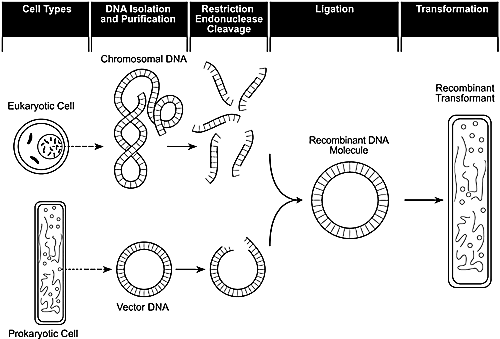 Cell Types
DNA Isolation
and Purification
Restriction
Endonuclease
Cleavage
Ligation
Transformation
Chromosomal DNA
Eukaryotic Cell
Recombinant
Transformant
Recombinant DNA
Molecule
Vector DNA
Prokaryotic Cell